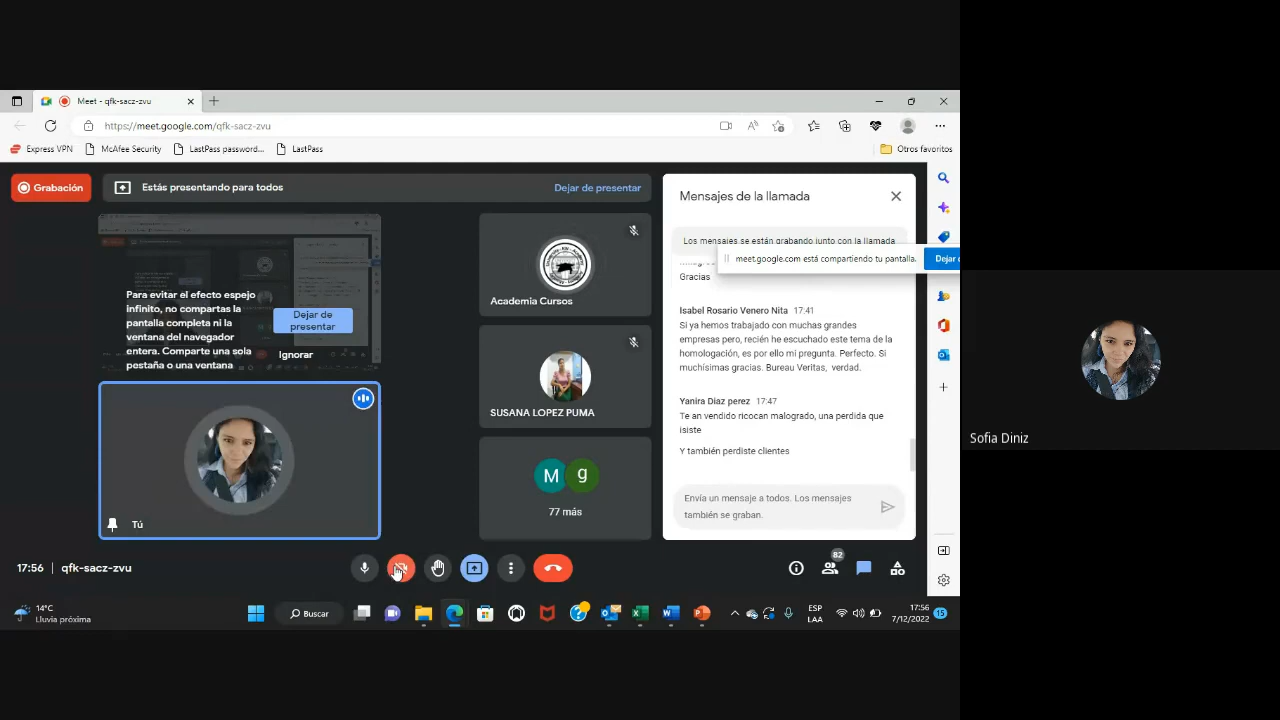 Meet - qfk-sacz-zvu
https://meet.google.com/qfk-sacz-zvu
Express VPN
McAfee Security
LastPass password...
LastPass
Otros favoritos
Grabación
Estás presentando para todos
Dejar de presentar
Para evitar el efecto espejo
infinito, no compartas la
pantalla completa ni la
ventana del navegador
entera. Comparte una sola
pestaña o una ventana
Dejar de
presentar
Ignorar
Tú
Academia Cursos
SUSANA LOPEZ PUMA
M
g
77 más
Mensajes de la llamada
Los mensajes se están grabando junto con la llamada
meet.google.com está compartiendo tu pantalla.
Dejar
Gracias
Isabel Rosario Venero Nita 17:41
Si ya hemos trabajado con muchas grandes
empresas pero, recién he escuchado este tema de la
homologación, es por ello mi pregunta. Perfecto. Si
muchísimas gracias. Bureau Veritas, verdad.
Yanira Diaz perez 17:47
Te an vendido ricocan malogrado, una perdida que
isiste
Y también perdiste clientes
Envía un mensaje a todos. Los mensajes
también se graban.
17:56 | qfk-sacz-zvu
82
14°C
Lluvia próxima
Buscar
ESP
LAA
17:56
7/12/2022
15
Sofia Diniz